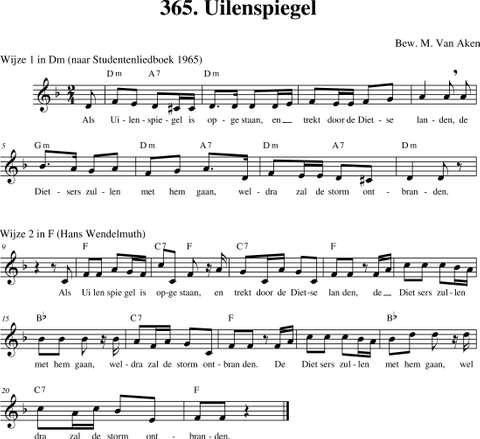 365. Uilenspiegel
Bew. M. Van Aken
Wijze 1 in Dm (naar Studentenliedboek 1965)
Dm A7 Dm
2 4
Als Ui - len - spie - gel is op - ge staan, en trekt door de Diet - se lan - den, de
5 Gm Dm A7 Dm A7 Dm
Diet - sers zul - len met hem gaan, wel - dra zal de storm ont - bran - den.
Wijze 2 in F (Hans Wendelmuth)
9 F C7 F C7 F
Als Ui len spie gel is op - ge staan, en trekt door de Diet - se lan den, de Diet sers zul - len
15 B♭ C7 F B♭
met hem gaan, wel - dra zal de storm ont - bran den. De Diet sers zul - len met hem gaan, wel
20 C7 F
dra zal de storm ont - bran - den.